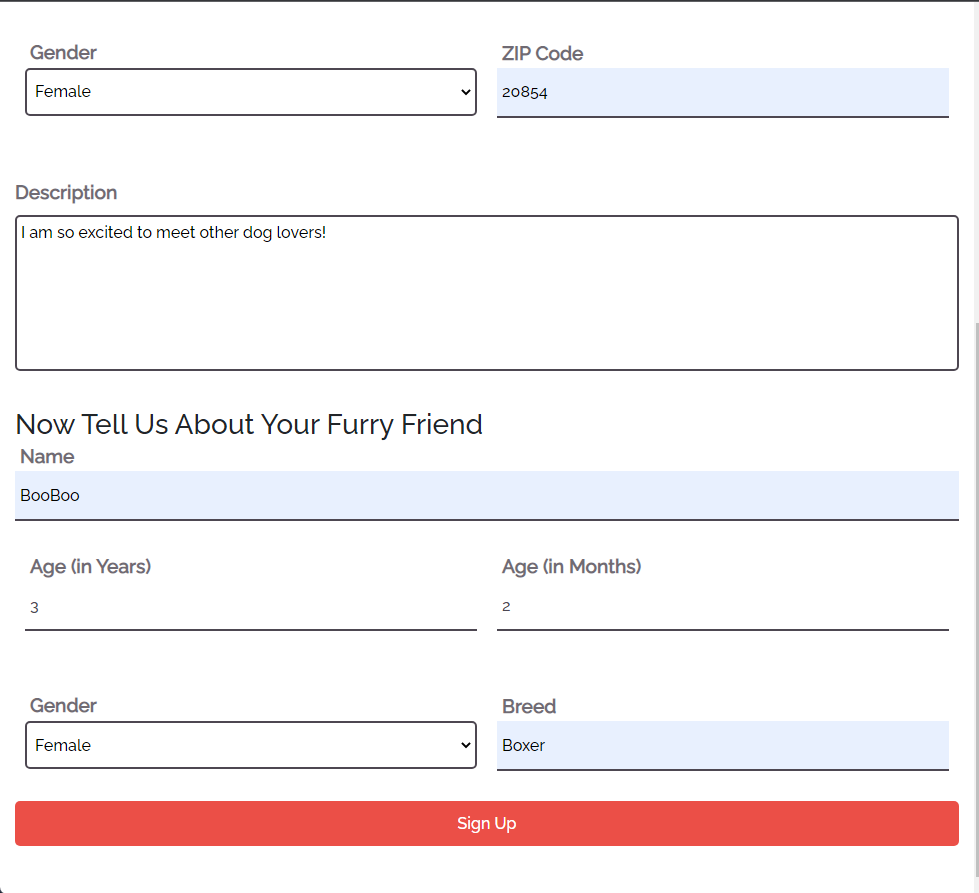 Gender
ZIP Code
Female
20854
Description
I am so excited to meet other dog lovers!
Now Tell Us About Your Furry Friend
Name
BooBoo
Age (in Years)
Age (in Months)
3
2
Gender
Breed
Female
Boxer
Sign Up